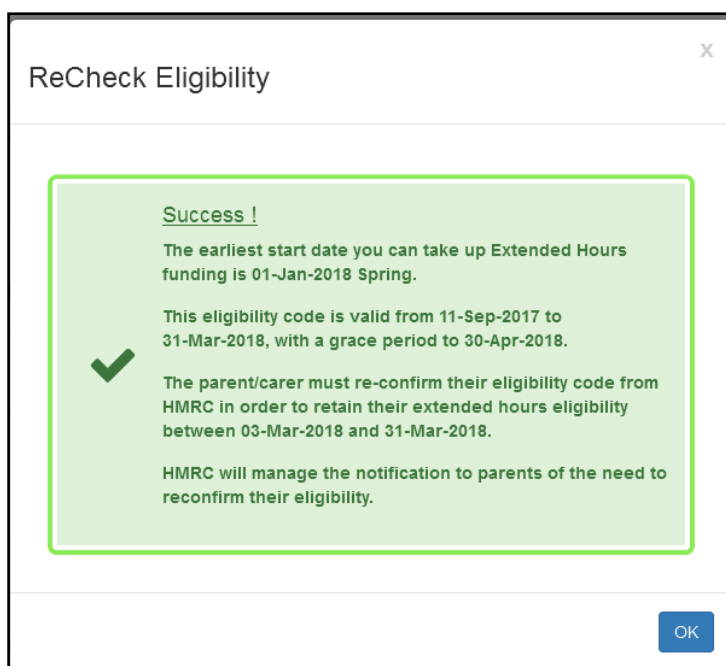 x
ReCheck Eligibility
Success !
The earliest start date you can take up Extended Hours
funding is 01-Jan-2018 Spring.
This eligibility code is valid from 11-Sep-2017 to
31-Mar-2018, with a grace period to 30-Apr-2018.
The parent/carer must re-confirm their eligibility code from
HMRC in order to retain their extended hours eligibility
between 03-Mar-2018 and 31-Mar-2018.
HMRC will manage the notification to parents of the need to
reconfirm their eligibility.
OK